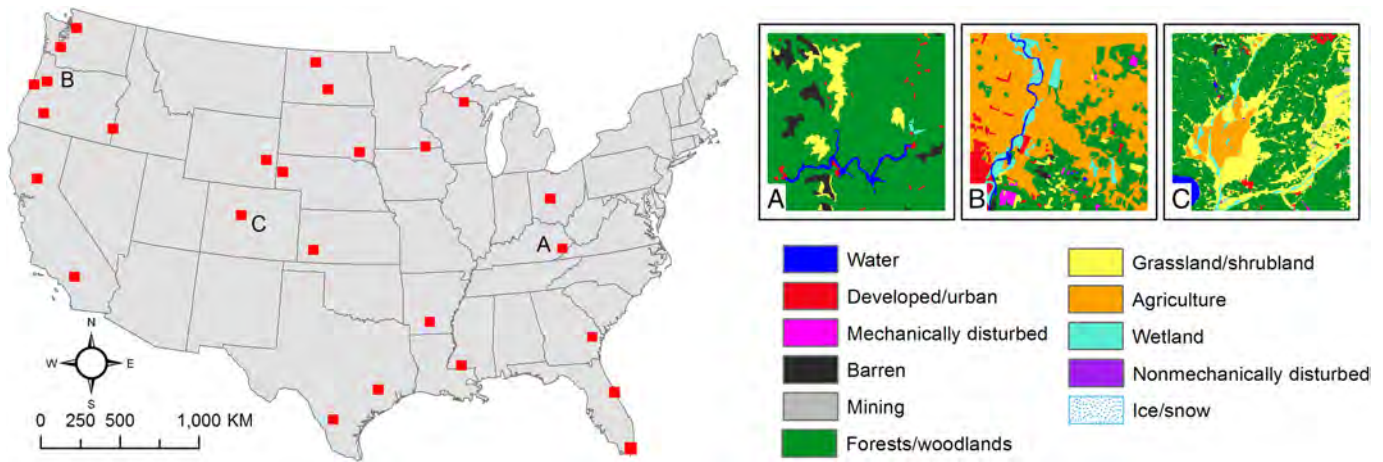 B
C
A
N
W E
S
0 250 500 1,000 KM
A
B
C
Water
Developed/urban
Mechanically disturbed
Barren
Mining
Forests/woodlands
Grassland/shrubland
Agriculture
Wetland
Nonmechanically disturbed
Ice/snow